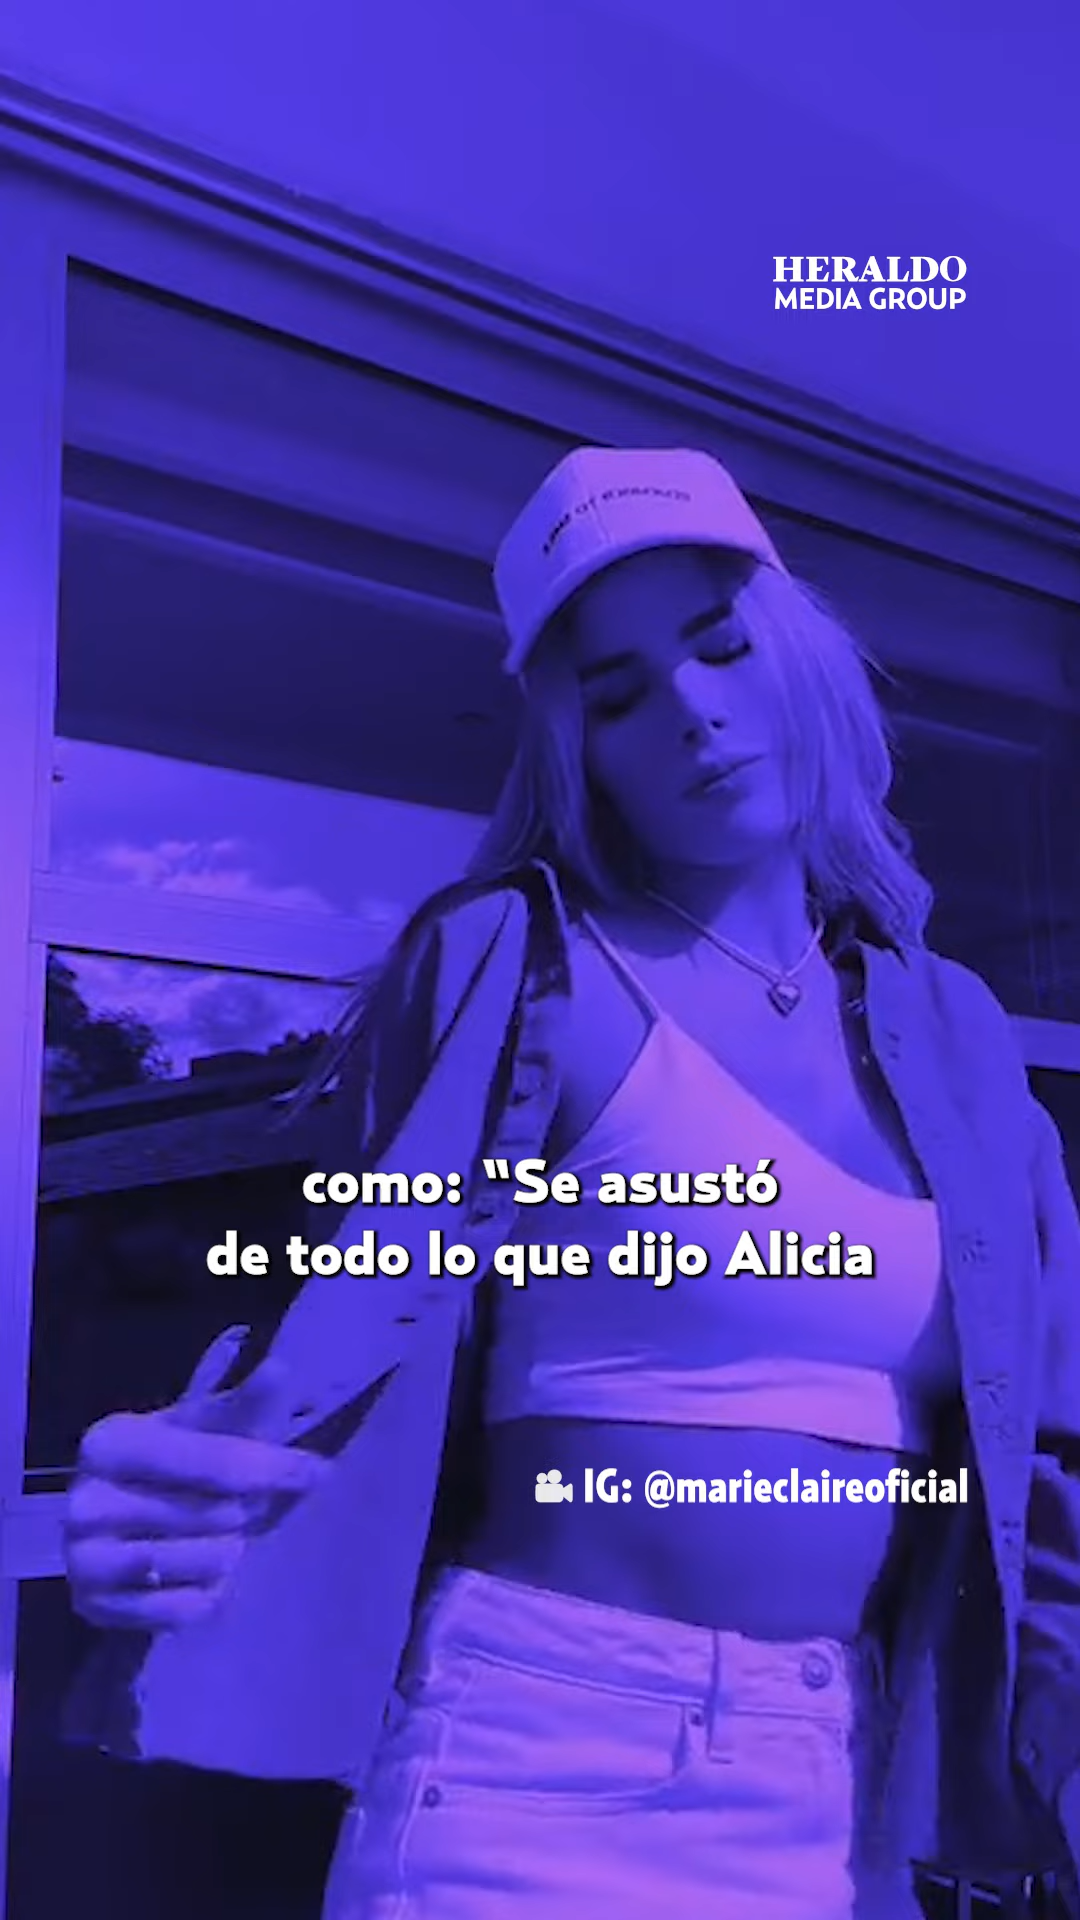 HERALDO
MEDIA GROUP
como: “Se asustó
de todo lo que dijo Alicia
IG: @marieclaireoficial